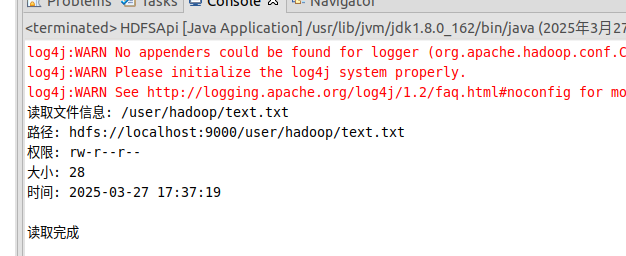 Problems Tasks Console Navigator
<terminated> HDFSApi [Java Application] /usr/lib/jvm/jdk1.8.0_162/bin/java (2025年3月27
log4j:WARN No appenders could be found for logger (org.apache.hadoop.conf.C
log4j:WARN Please initialize the log4j system properly.
log4j:WARN See http://logging.apache.org/log4j/1.2/faq.html#noconfig for mo
读取文件信息: /user/hadoop/text.txt
路径: hdfs://localhost:9000/user/hadoop/text.txt
权限: rw-r--r--
大小: 28
时间: 2025-03-27 17:37:19
读取完成